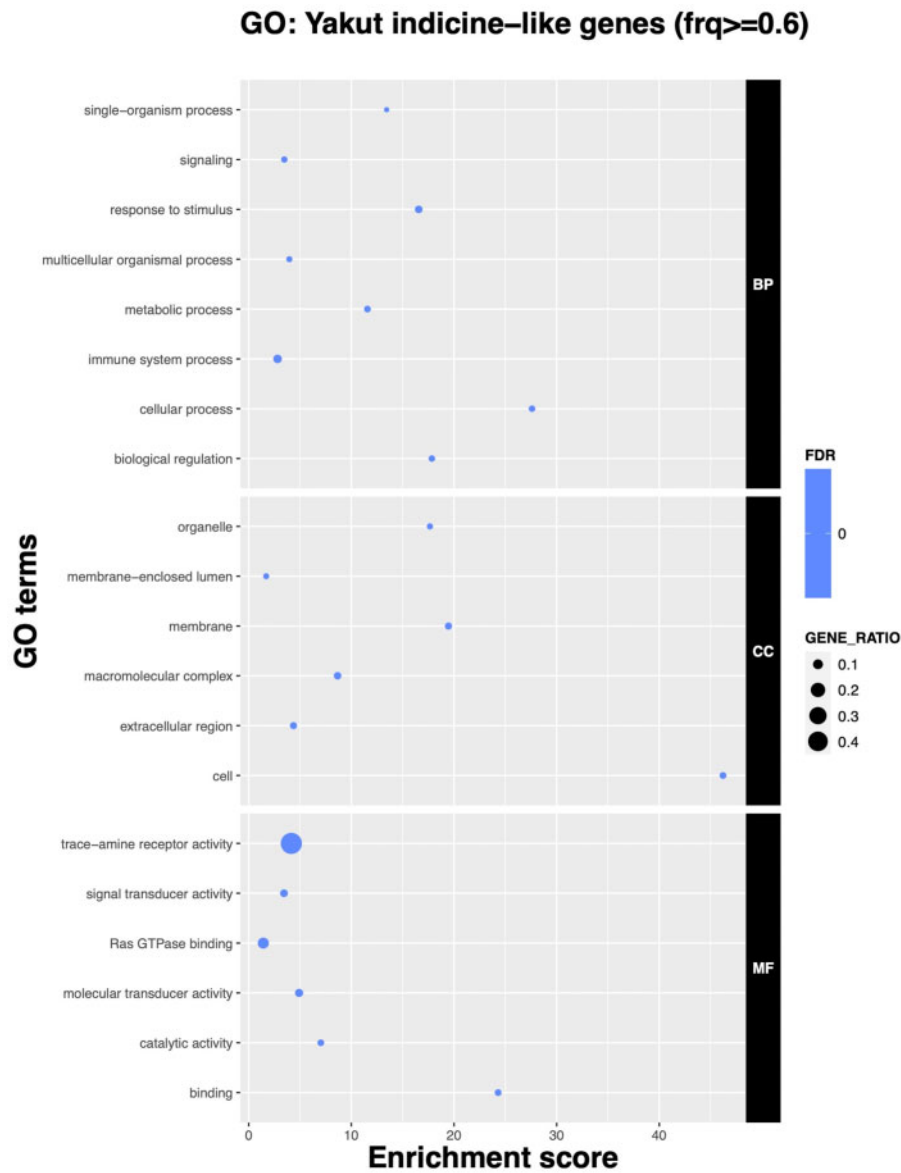 GO: Yakut indicine–like genes (frq>=0.6)
single–organism process
signaling
response to stimulus
multicellular organismal process
metabolic process
immune system process
cellular process
biological regulation
BP
organelle
membrane–enclosed lumen
membrane
macromolecular complex
extracellular region
cell
CC
trace–amine receptor activity
signal transducer activity
Ras GTPase binding
molecular transducer activity
catalytic activity
binding
MF
GO terms
0 10 20 30 40
Enrichment score
FDR
0
GENE_RATIO
0.1
0.2
0.3
0.4